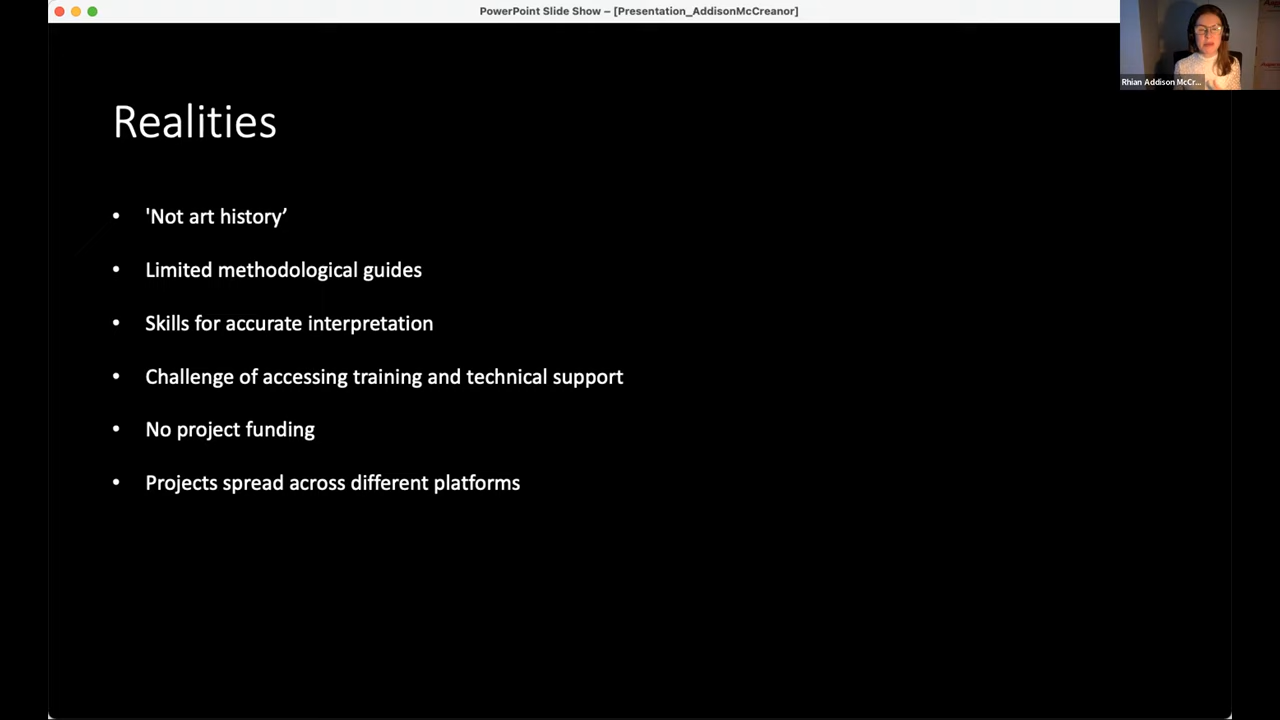 PowerPoint Slide Show – [Presentation_AddisonMcCreanor]
Rhian Addison McCr...
Realities
• 'Not art history’
• Limited methodological guides
• Skills for accurate interpretation
• Challenge of accessing training and technical support
• No project funding
• Projects spread across different platforms